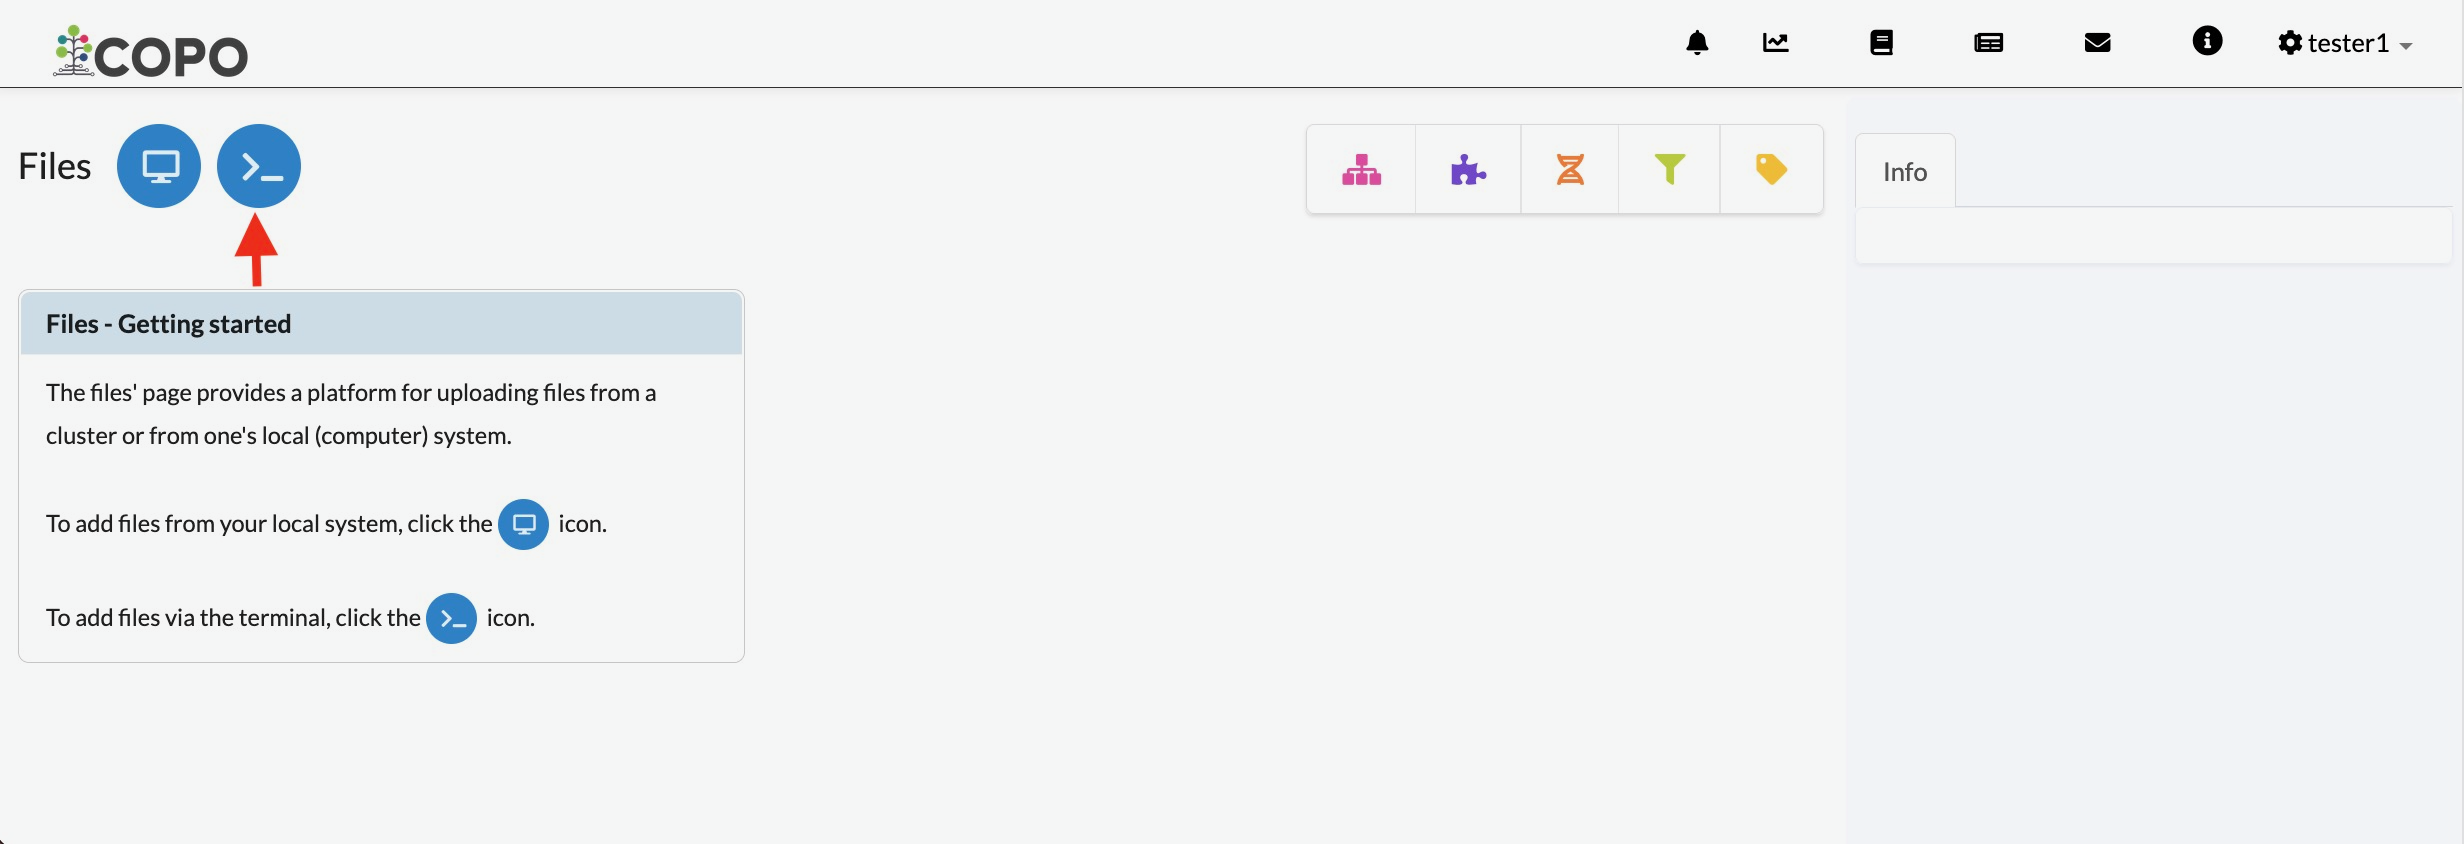 COPO
tester1
Files
Info
Files - Getting started
The files' page provides a platform for uploading files from a
cluster or from one's local (computer) system.
To add files from your local system, click the icon.
To add files via the terminal, click the icon.